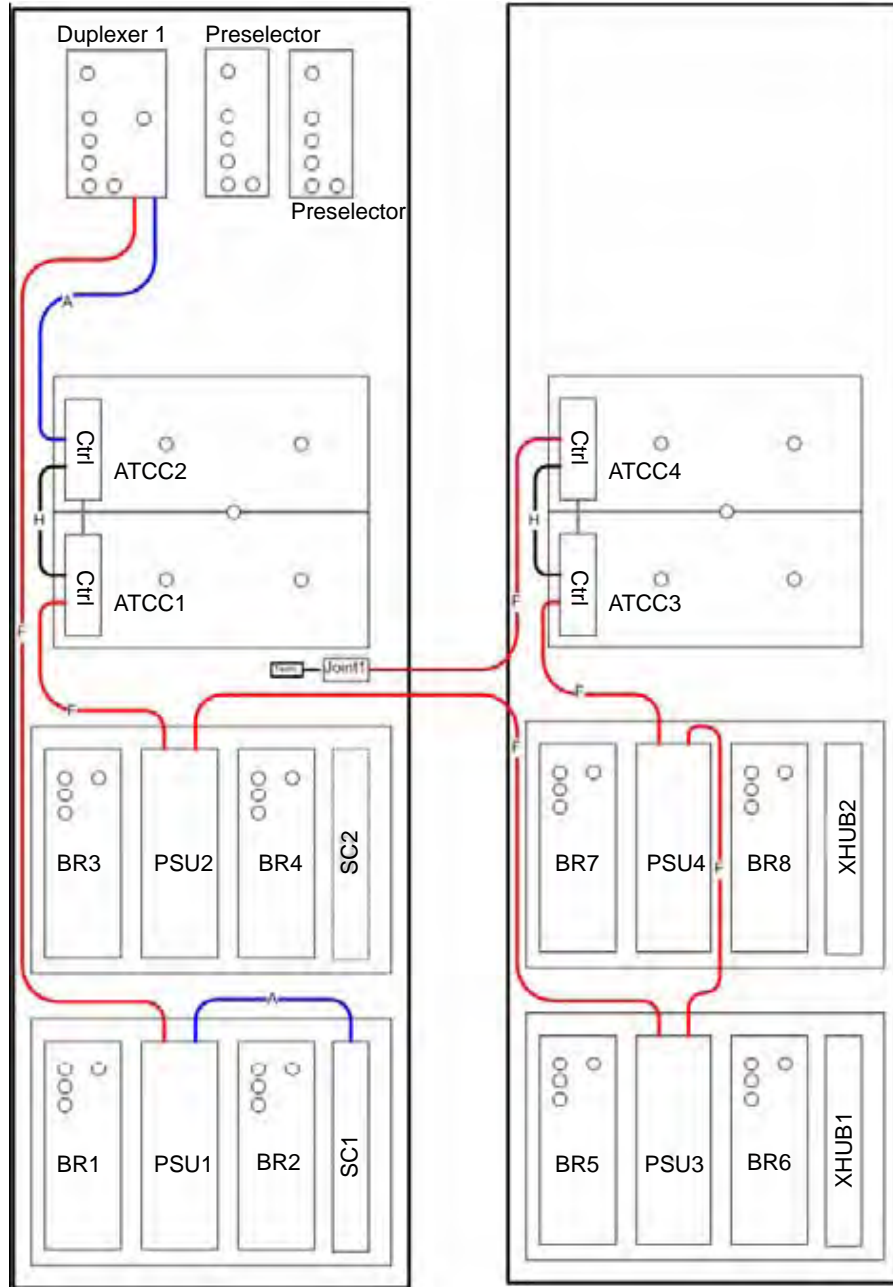 Duplexer 1
Preselector
Preselector
A
Ctrl
ATCC2
H
Ctrl
ATCC1
F
F
Ctrl
ATCC4
H
Ctrl
ATCC3
F
Joint1
F
F
BR3
PSU2
BR4
SC2
BR7
PSU4
F
BR8
XHUB2
A
BR1
PSU1
BR2
SC1
BR5
PSU3
BR6
XHUB1